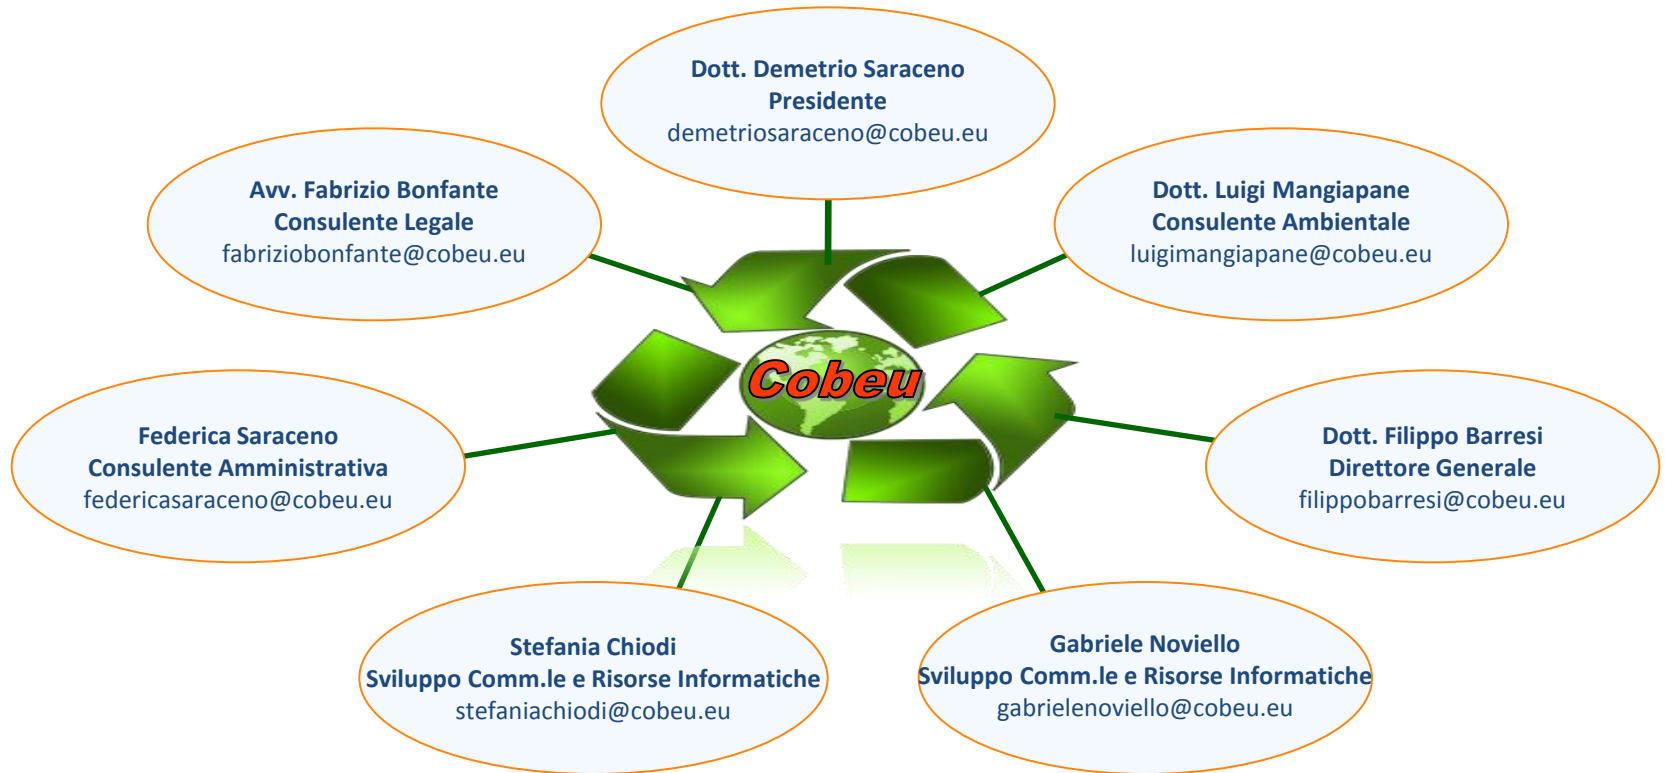 Dott. Demetrio Saraceno
Presidente
demetriosaraceno@cobeu.eu
Avv. Fabrizio Bonfante
Consulente Legale
fabriziobonfante@cobeu.eu
Dott. Luigi Mangiapane
Consulente Ambientale
luigimangiapane@cobeu.eu
Cobeu
Federica Saraceno
Consulente Amministrativa
federicasaraceno@cobeu.eu
Dott. Filippo Barresi
Direttore Generale
filippobarresi@cobeu.eu
Stefania Chiodi
Sviluppo Comm.le e Risorse Informatiche
stefaniachiodi@cobeu.eu
Gabriele Noviello
Sviluppo Comm.le e Risorse Informatiche
gabrielenoviello@cobeu.eu